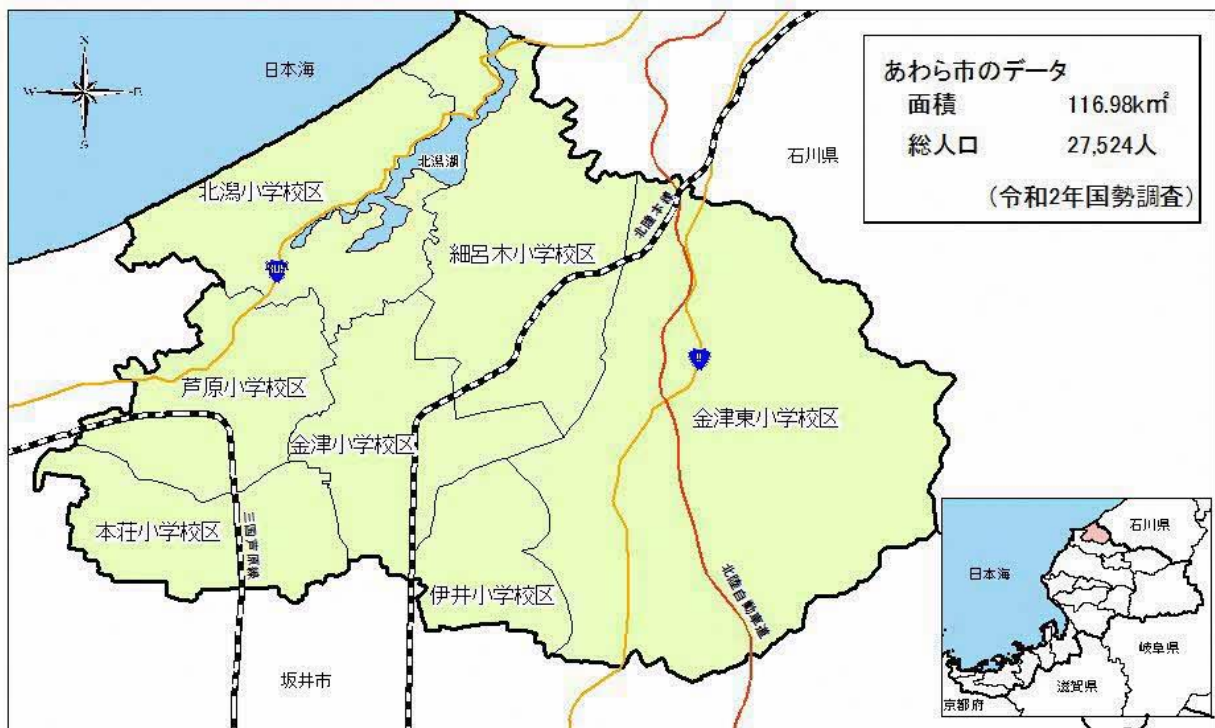 N
W
E
S
日本海
あわら市のデータ
面積 116.98k㎡
総人口 27,524人
(令和2年国勢調査)
石川県
北潟湖
北潟小学校区
北陸本線
細呂木小学校区
305
8
芦原小学校区
金津小学校区
金津東小学校区
本荘小学校区
三国芦原線
北陸自動車道
伊井小学校区
坂井市
石川県
日本海
岐阜県
滋賀県
京都府